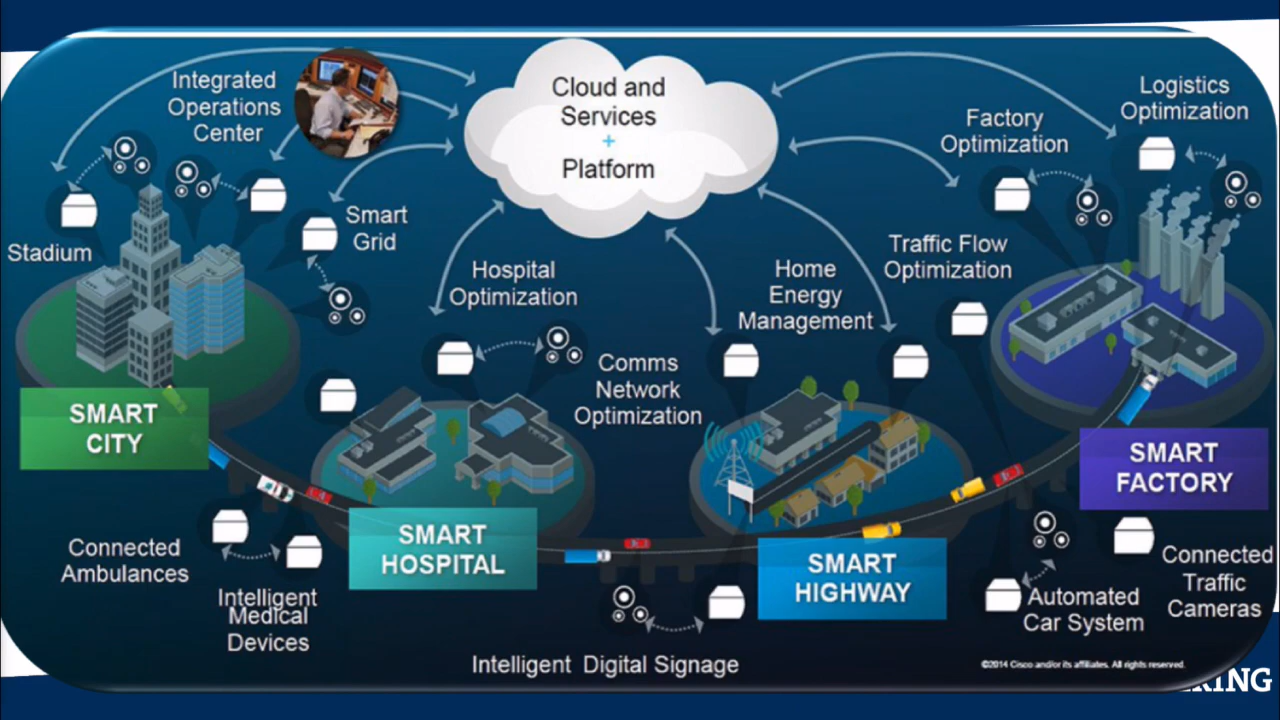 Integrated
Operations
Center
Cloud and
Services
+
Platform
Logistics
Optimization
Factory
Optimization
Stadium
Smart
Grid
Hospital
Optimization
Home
Energy
Management
Traffic Flow
Optimization
Comms
Network
Optimization
SMART
CITY
SMART
HOSPITAL
SMART
HIGHWAY
SMART
FACTORY
Connected
Ambulances
Intelligent
Medical
Devices
Intelligent Digital Signage
Automated
Car System
Connected
Traffic
Cameras
©2014 Cisco and/or its affiliates. All rights reserved.